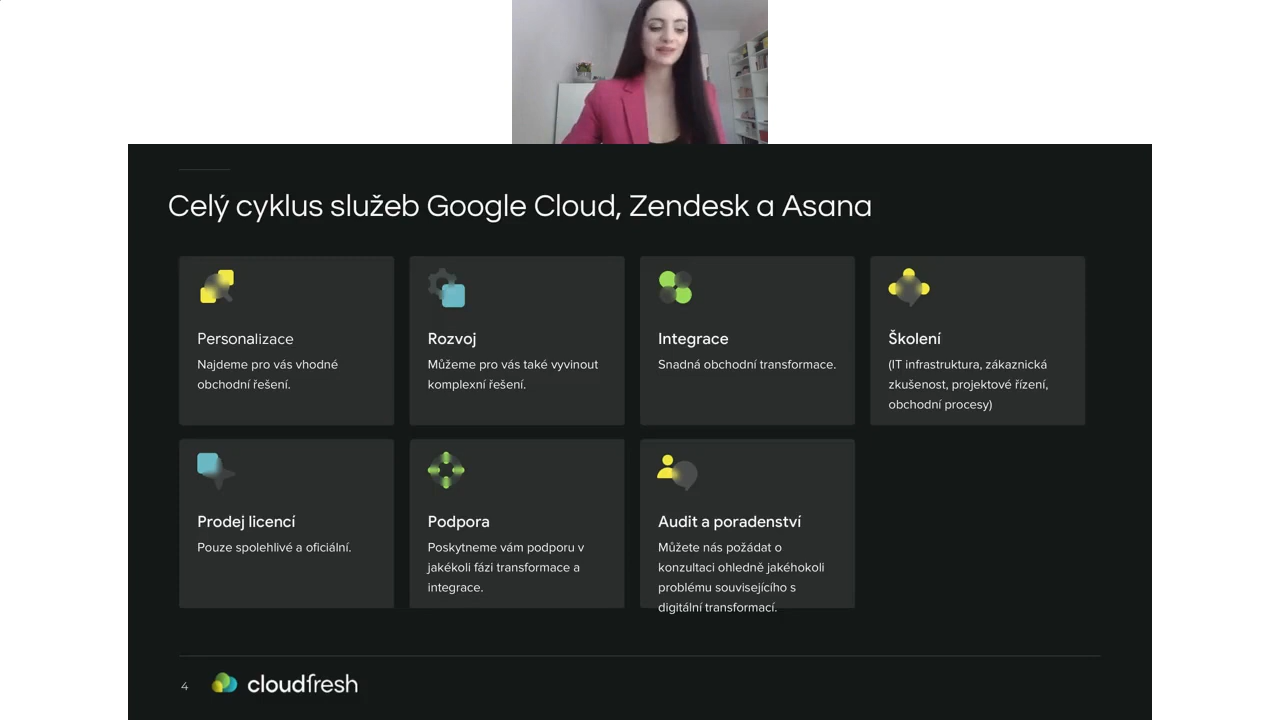 Celý cyklus služeb Google Cloud, Zendesk a Asana
Personalizace
Najdeme pro vás vhodné
obchodní řešení.
Rozvoj
Můžeme pro vás také vyvinout
komplexní řešení.
Integrace
Snadná obchodní transformace.
Školení
(IT infrastruktura, zákaznická
zkušenost, projektové řízení,
obchodní procesy)
Prodej licencí
Pouze spolehlivé a oficiální.
Podpora
Poskytneme vám podporu v
jakékoli fázi transformace a
integrace.
Audit a poradenství
Můžete nás požádat o
konzultaci ohledně jakéhokoli
problému souvisejícího s
digitální transformací.
4
cloudfresh